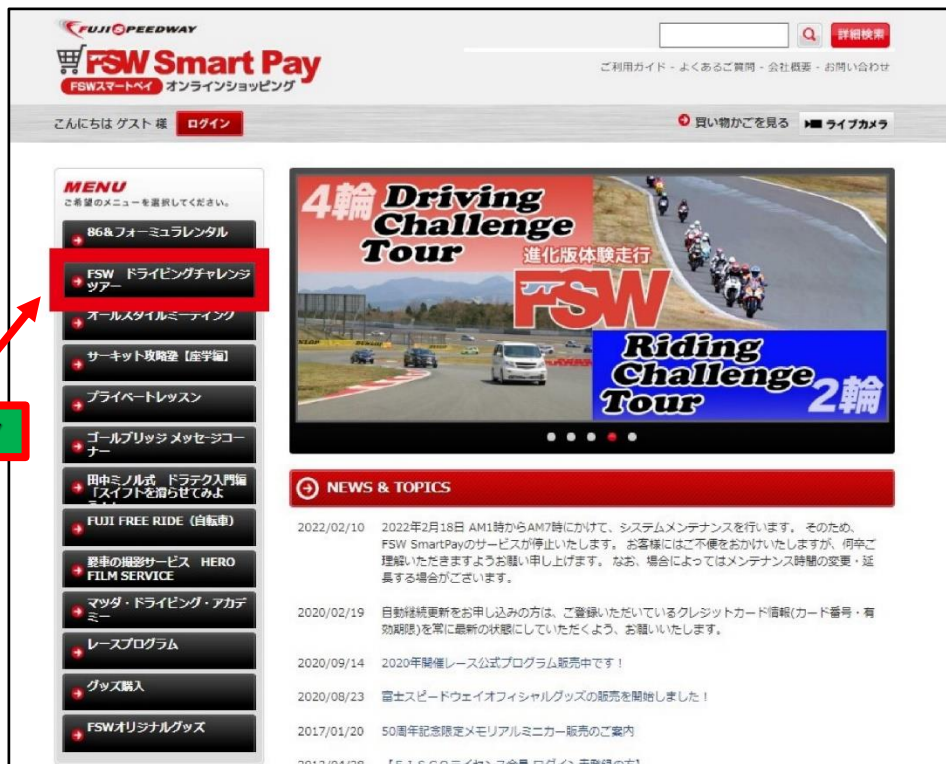 FUJI SPEEDWAY
FSW Smart Pay
FSWスマートペイ オンラインショッピング
詳細検索
ご利用ガイド - よくあるご質問 - 会社概要 - お問い合わせ
こんにちは ゲスト 様 ログイン
買い物かごを見る ライブカメラ
MENU
ご希望のメニューを選択してください。
86&フォーミュラレンタル
FSW ドライビングチャレンジ
ツアー
オールスタイルミーティング
サーキット攻略塾【座学編】
プライベートレッスン
ゴールブリッジ メッセージコー
ナー
田中ミノル式 ドラテク入門編
「スイフトを滑らせてみよ
FUJI FREE RIDE（自転車）
愛車の撮影サービス HERO
FILM SERVICE
マツダ・ドライビング・アカデ
ミー
レースプログラム
グッズ購入
FSWオリジナルグッズ
4輪 Driving
Challenge
Tour
進化版体験走行
FSW
Riding
Challenge
Tour 2輪
NEWS & TOPICS
2022/02/10 2022年2月18日 AM1時からAM7時にかけて、システムメンテナンスを行います。 そのため、
FSW SmartPayのサービスが停止いたします。 お客様にはご不便をおかけいたしますが、何卒ご
理解いただきますようお願い申し上げます。 なお、場合によってはメンテナンス時間の変更・延
長する場合がございます。
2020/02/19 自動継続更新をお申し込みの方は、ご登録いただいているクレジットカード情報(カード番号・有
効期限)を常に最新の状態にしていただくよう、お願いいたします。
2020/09/14 2020年開催レース公式プログラム販売中です！
2020/08/23 富士スピードウェイオフィシャルグッズの販売を開始しました！
2017/01/20 50周年記念限定メモリアルミニカー販売のご案内